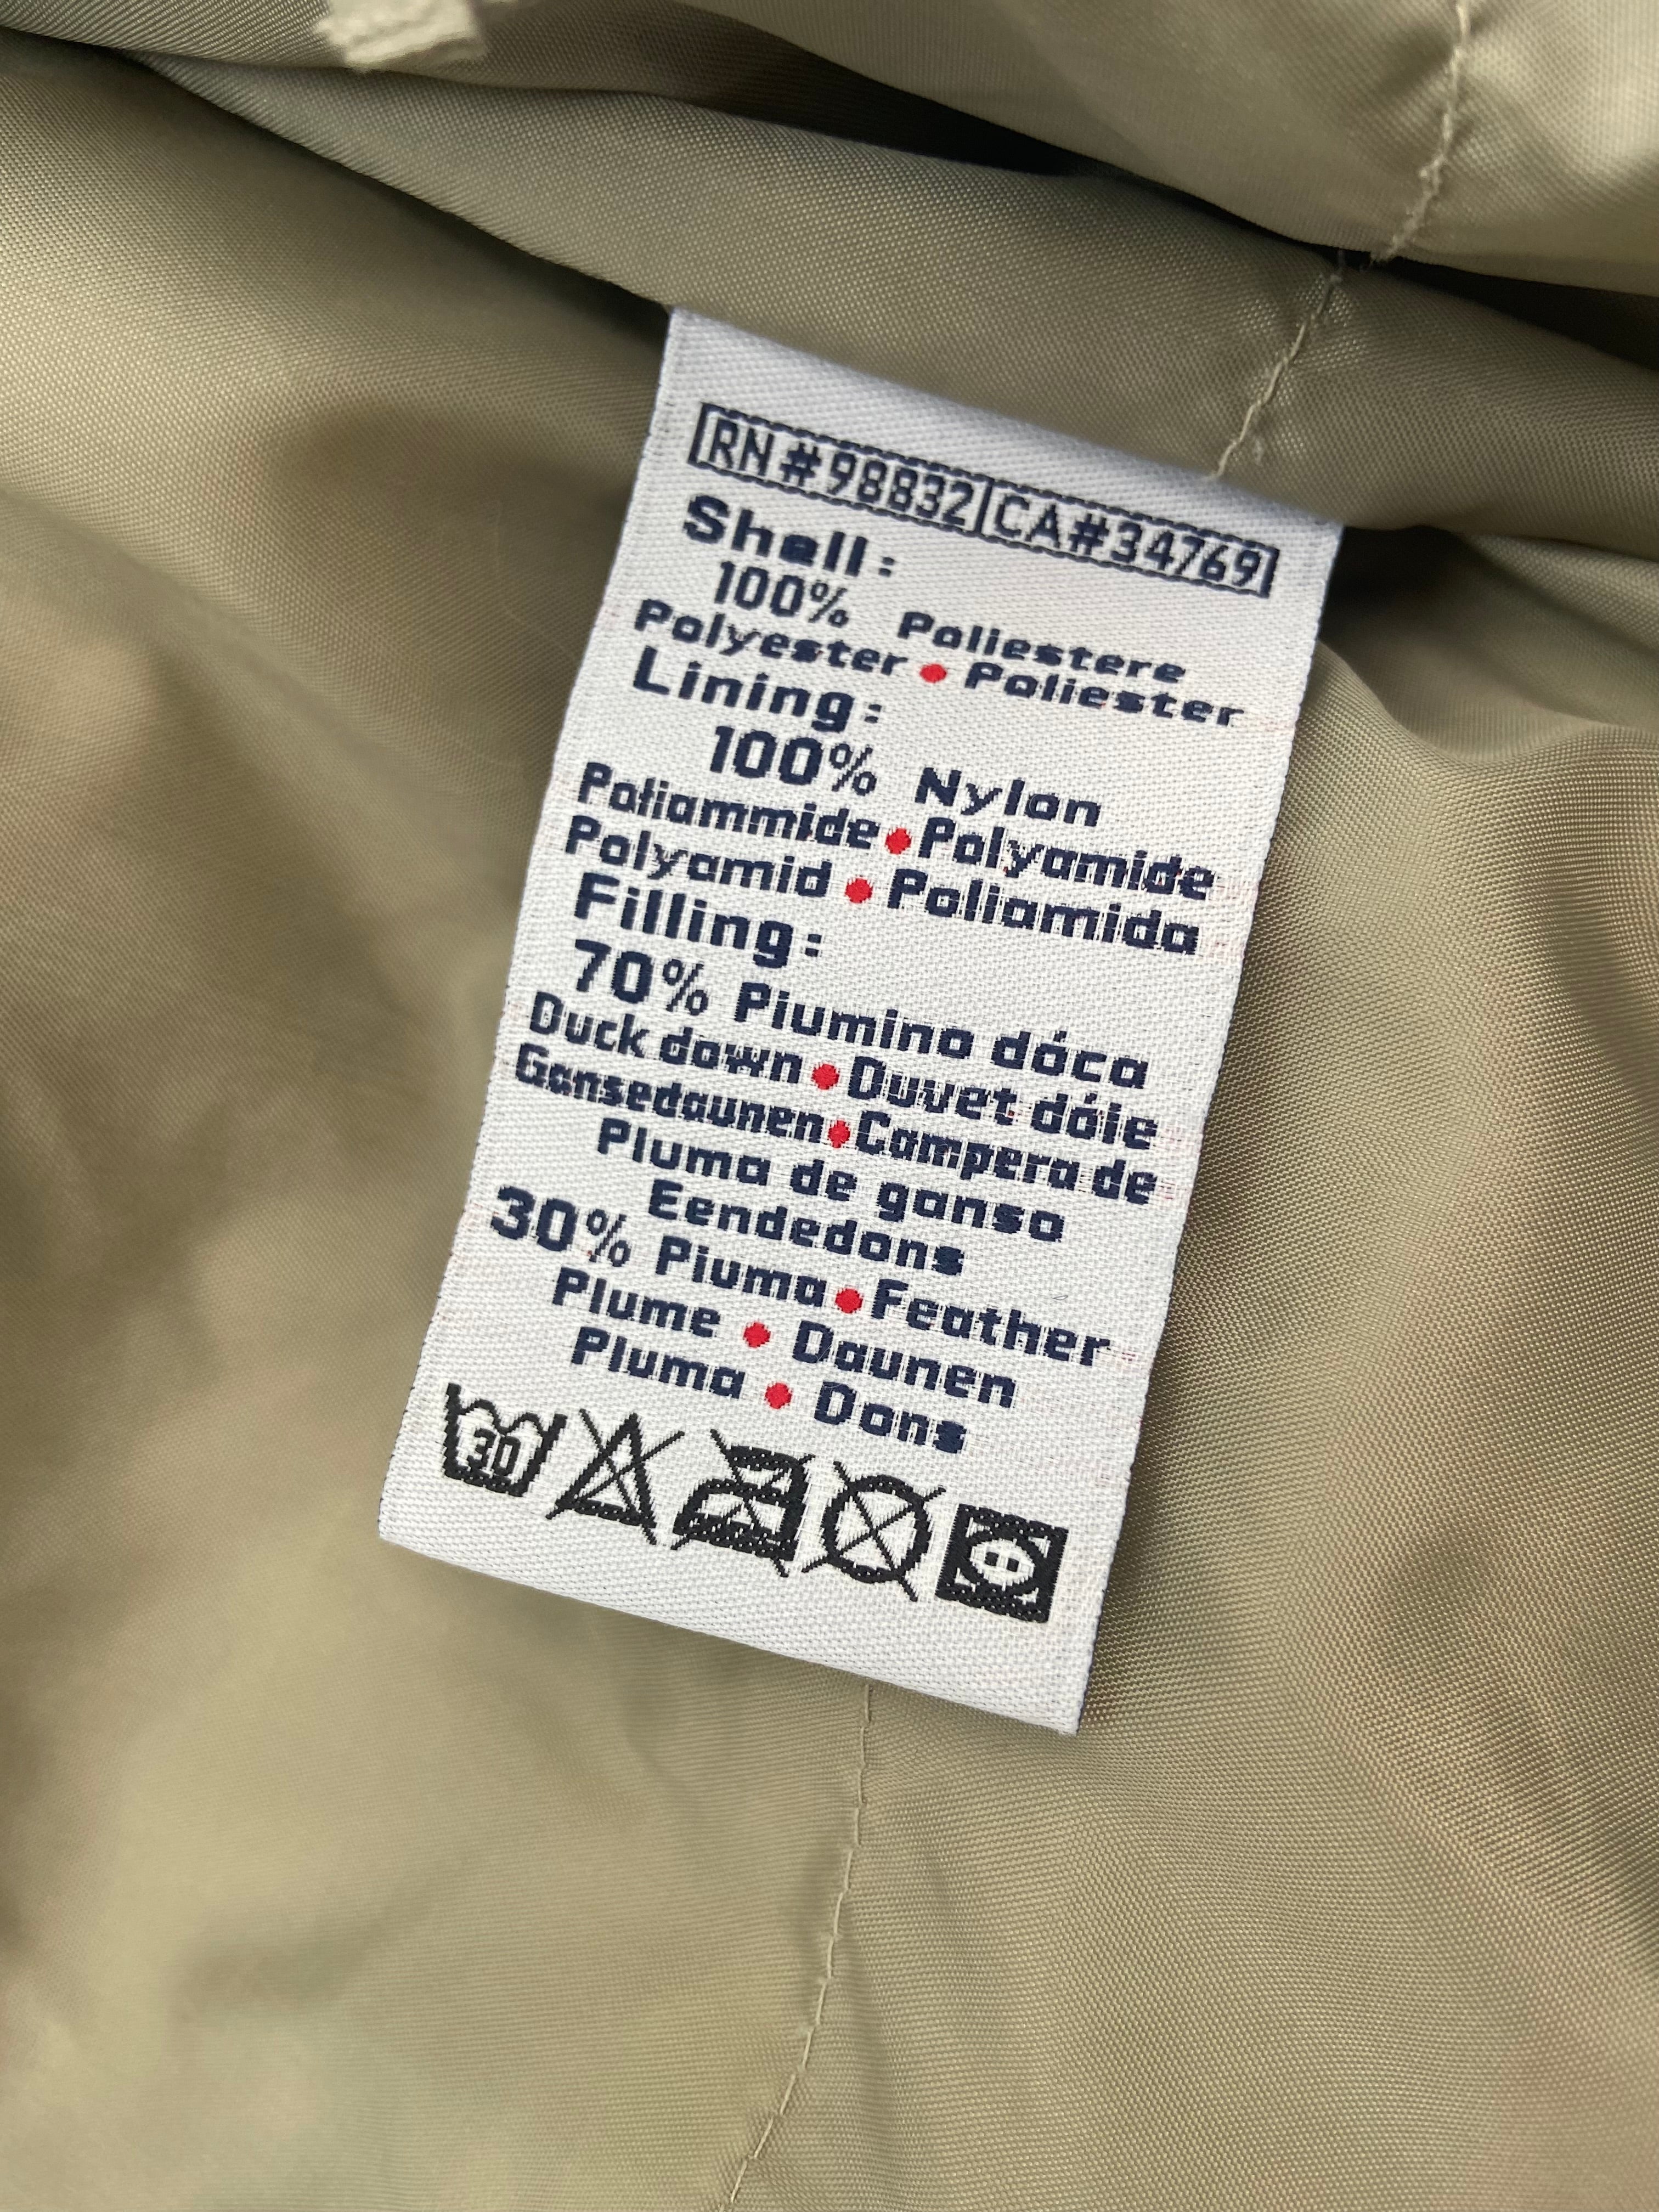 RN#98832 CA#34769
Shell:
100% Poliestere
Polyester • Poliester
Lining:
100% Nylon
Poliammide • Polyamide
Polyamid • Poliamida
Filling:
70% Piumino dóca
Duck down • Duvet dóie
Gansedaunen • Campera de
Pluma de ganso
Eendedons
30% Piuma • Feather
Plume • Daunen
Pluma • Dons
30